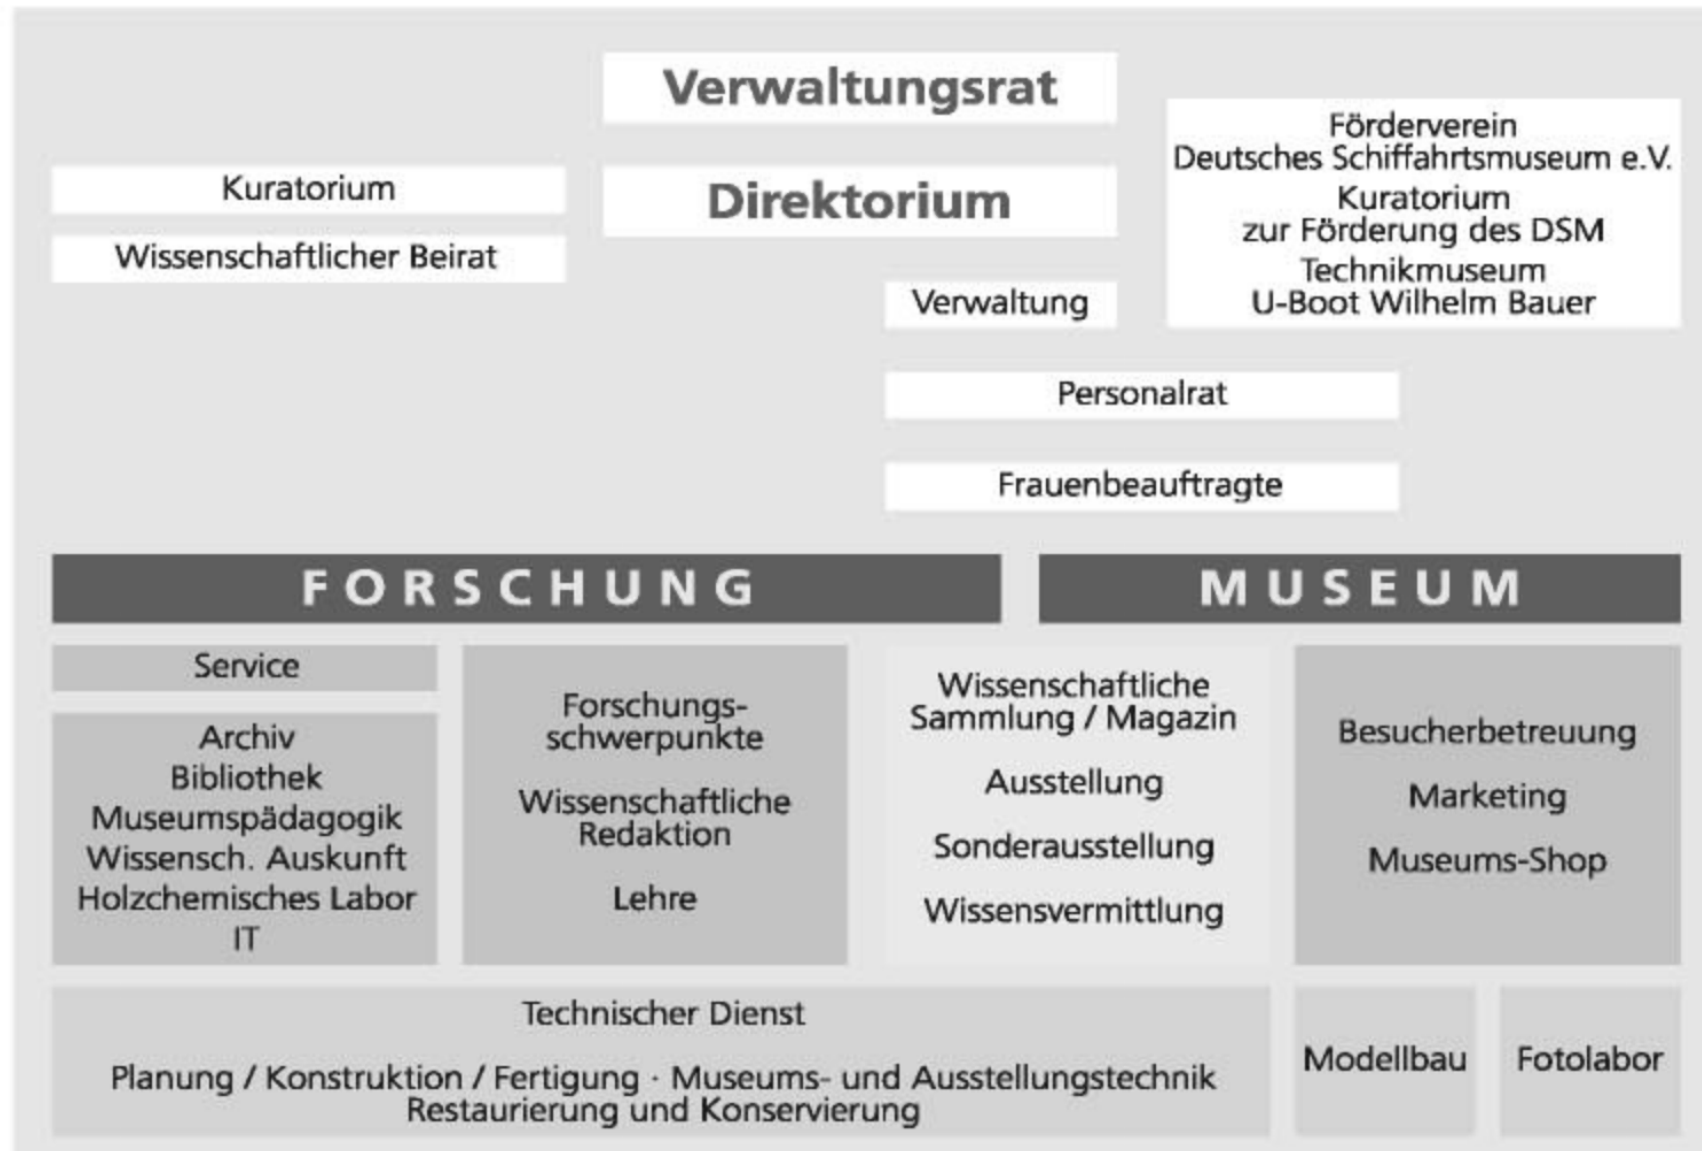 Verwaltungsrat
Förderverein
Deutsches Schiffahrtsmuseum e.V.
Kuratorium
zur Förderung des DSM
Technikmuseum
U-Boot Wilhelm Bauer
Kuratorium
Direktorium
Wissenschaftlicher Beirat
Verwaltung
Personalrat
Frauenbeauftragte
FORSCHUNG
MUSEUM
Service
Archiv
Bibliothek
Museumspädagogik
Wissensch. Auskunft
Holzchemisches Labor
IT
Forschungs-
schwerpunkte
Wissenschaftliche
Redaktion
Lehre
Wissenschaftliche
Sammlung / Magazin
Ausstellung
Sonderausstellung
Wissensvermittlung
Besucherbetreuung
Marketing
Museums-Shop
Technischer Dienst
Planung / Konstruktion / Fertigung · Museums- und Ausstellungstechnik
Restaurierung und Konservierung
Modellbau
Fotolabor